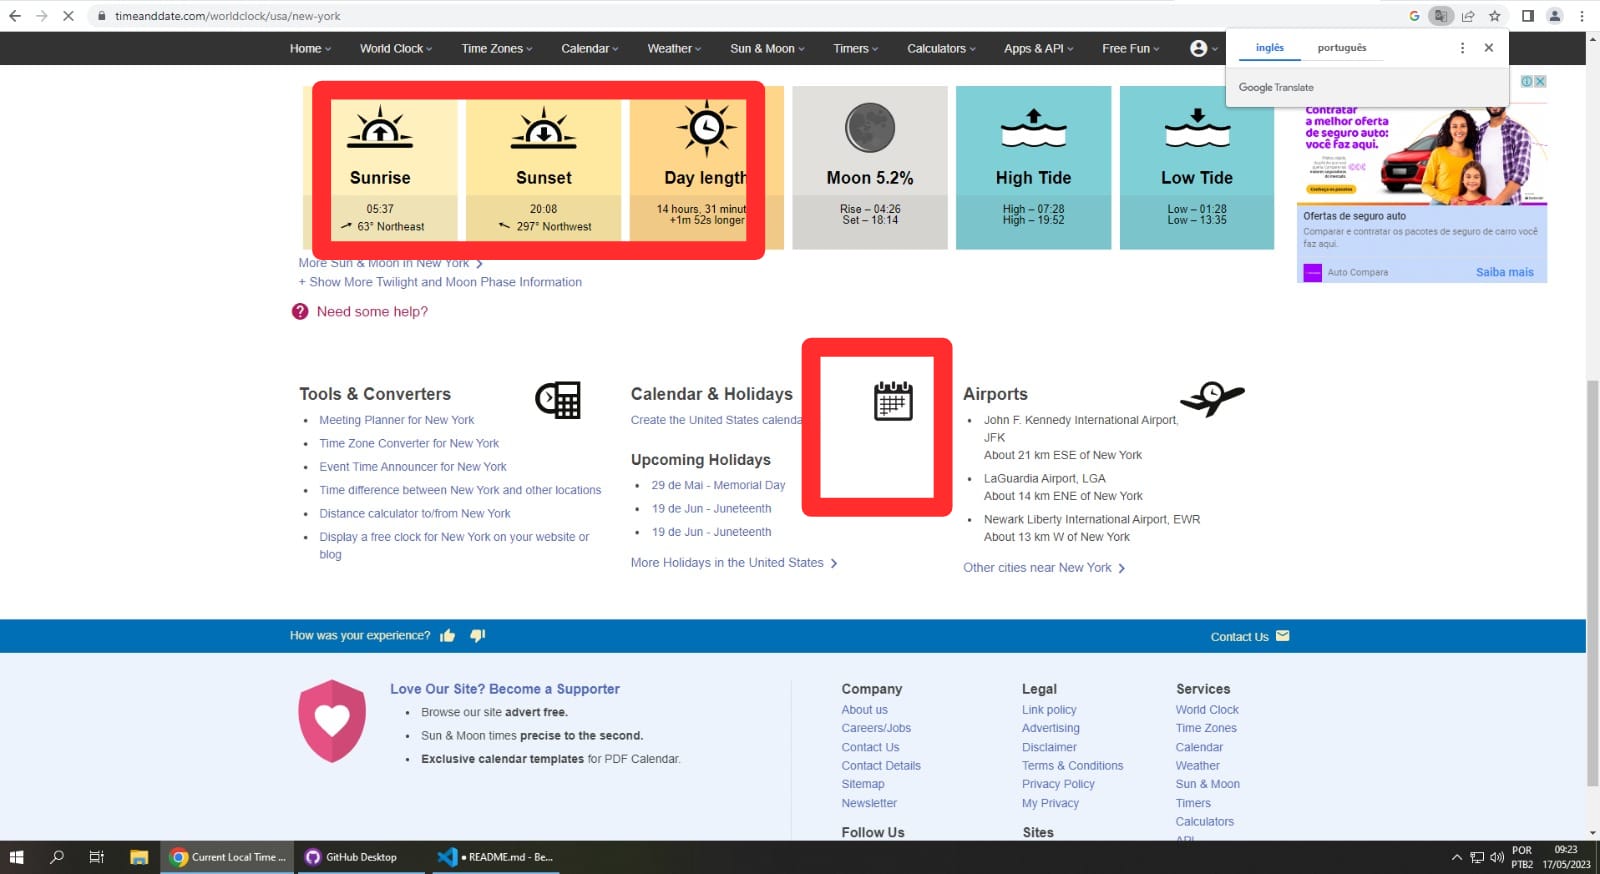 timeanddate.com/worldclock/usa/new-york
Home
World Clock
Time Zones
Calendar
Weather
Sun & Moon
Timers
Calculators
Apps & API
Free Fun
inglês
português
Google Translate
Sunrise
05:37
63° Northeast
Sunset
20:08
297° Northwest
Day length
14 hours, 31 minut
+1m 52s longer
Moon 5.2%
Rise – 04:26
Set – 18:14
High Tide
High – 07:28
High – 19:52
Low Tide
Low – 01:28
Low – 13:35
Contratar
a melhor oferta
de seguro auto:
você faz aqui.
Conheça os pacotes
Ofertas de seguro auto
Comparar e contratar os pacotes de seguro de carro você
faz aqui.
Auto Compara
Saiba mais
More Sun & Moon in New York
+ Show More Twilight and Moon Phase Information
Need some help?
Tools & Converters
Meeting Planner for New York
Time Zone Converter for New York
Event Time Announcer for New York
Time difference between New York and other locations
Distance calculator to/from New York
Display a free clock for New York on your website or
blog
Calendar & Holidays
Create the United States calenda
Upcoming Holidays
29 de Mai - Memorial Day
19 de Jun - Juneteenth
19 de Jun - Juneteenth
More Holidays in the United States
Airports
John F. Kennedy International Airport,
JFK
About 21 km ESE of New York
LaGuardia Airport, LGA
About 14 km ENE of New York
Newark Liberty International Airport, EWR
About 13 km W of New York
Other cities near New York
How was your experience?
Contact Us
Love Our Site? Become a Supporter
Browse our site advert free.
Sun & Moon times precise to the second.
Exclusive calendar templates for PDF Calendar.
Company
About us
Careers/Jobs
Contact Us
Contact Details
Sitemap
Newsletter
Follow Us
Legal
Link policy
Advertising
Disclaimer
Terms & Conditions
Privacy Policy
My Privacy
Sites
Services
World Clock
Time Zones
Calendar
Weather
Sun & Moon
Timers
Calculators
API
Current Local Time ...
GitHub Desktop
● README.md - Be...
POR
PTB2
09:23
17/05/2023